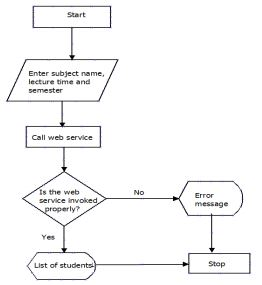 Start
Enter subject name,
lecture time and
semester
Call web service
Is the web
service invoked
properly?
No
Error
message
Yes
List of students
Stop